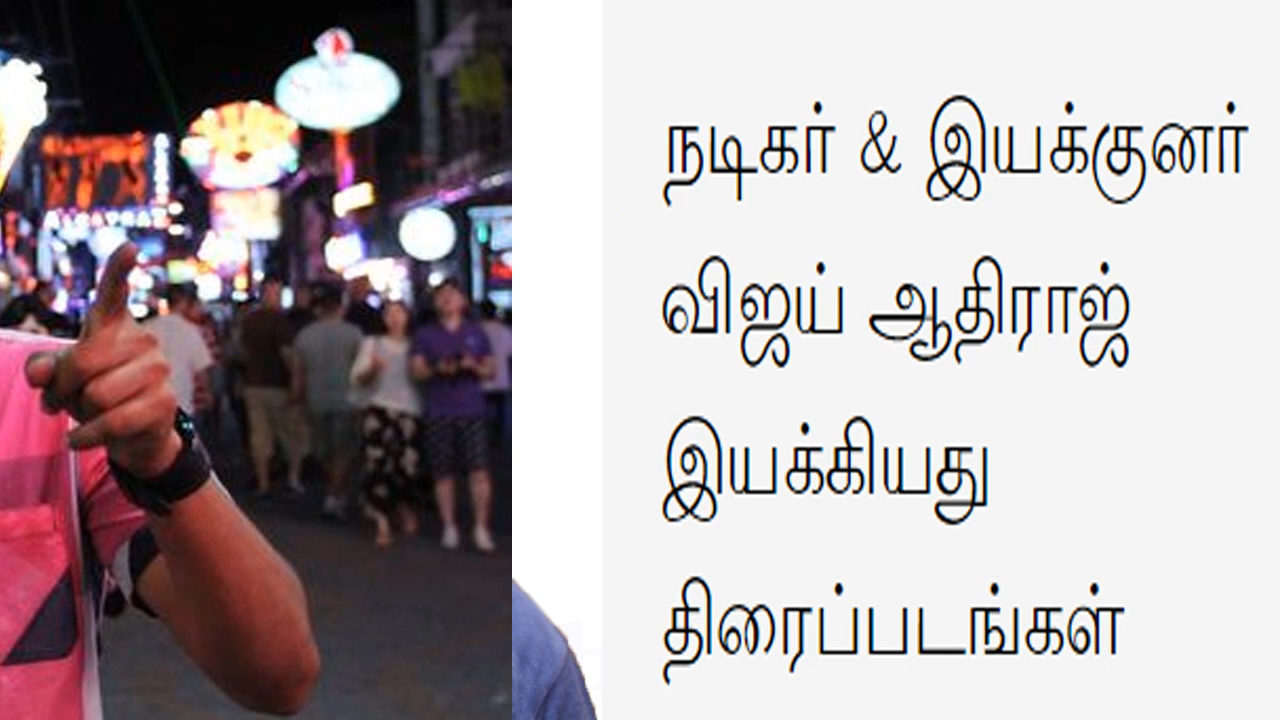 நடிகர் & இயக்குனர்
விஜய் ஆதிராஜ்
இயக்கியது
திரைப்படங்கள்